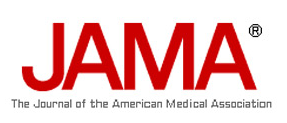 JAMA®
The Journal of the American Medical Association